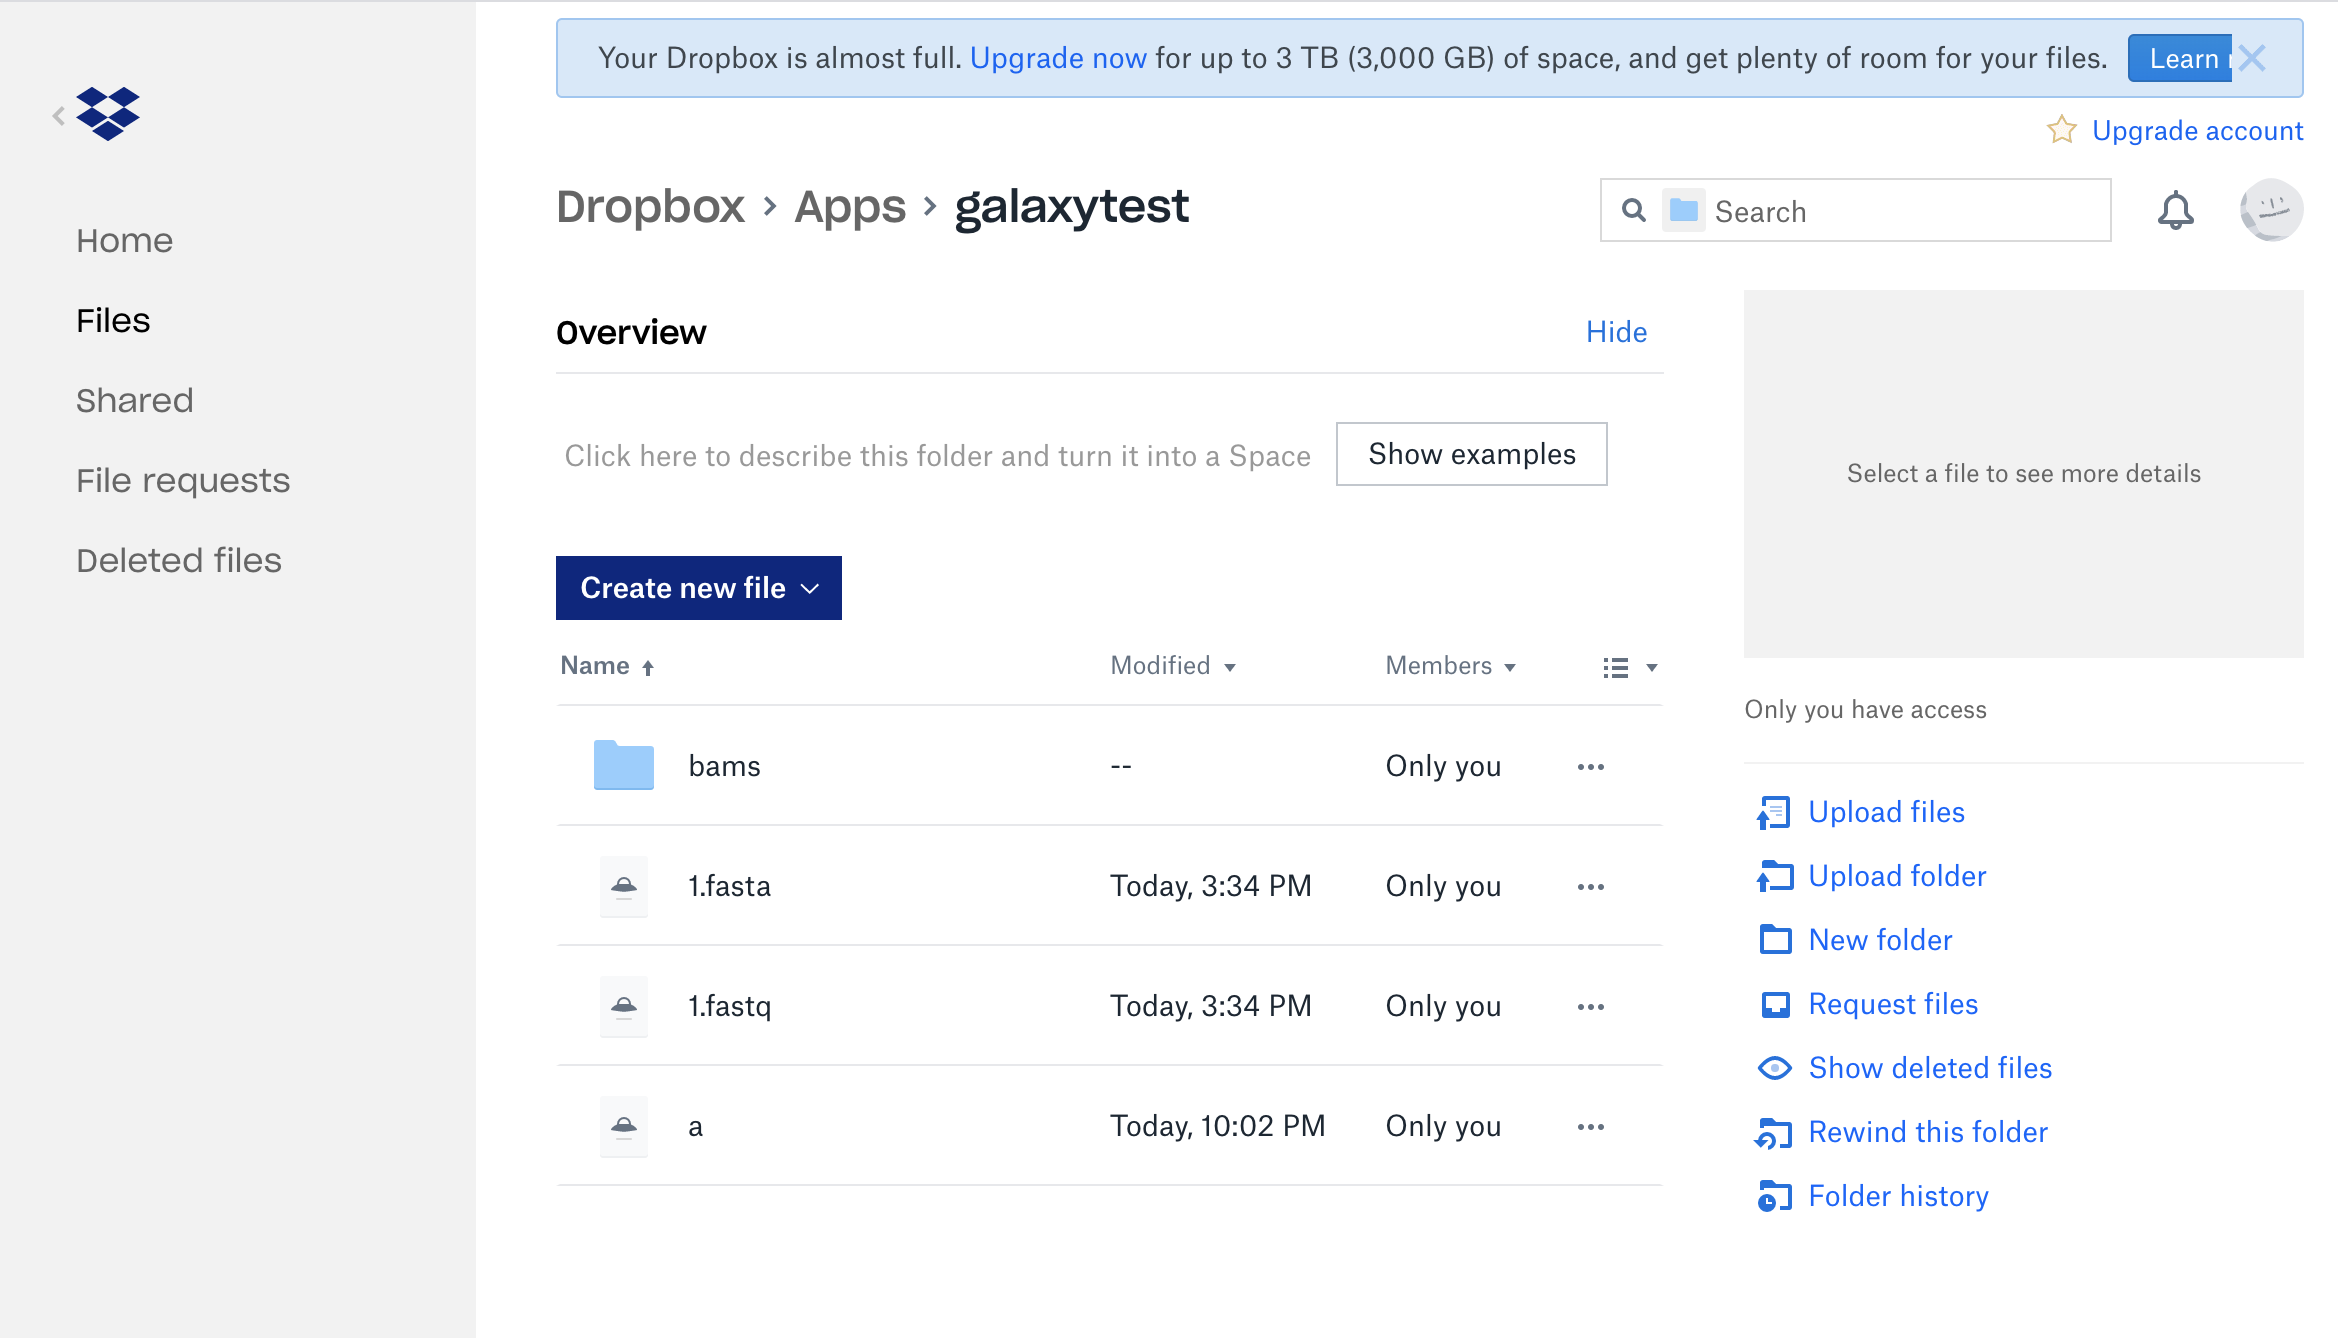 Your Dropbox is almost full. Upgrade now for up to 3 TB (3,000 GB) of space, and get plenty of room for your files. Learn
Upgrade account
Dropbox › Apps › galaxytest
Search
Home
Files
Shared
File requests
Deleted files
Overview
Hide
Click here to describe this folder and turn it into a Space
Show examples
Select a file to see more details
Create new file
Name Modified Members
bams -- Only you
1.fasta Today, 3:34 PM Only you
1.fastq Today, 3:34 PM Only you
a Today, 10:02 PM Only you
Only you have access
Upload files
Upload folder
New folder
Request files
Show deleted files
Rewind this folder
Folder history